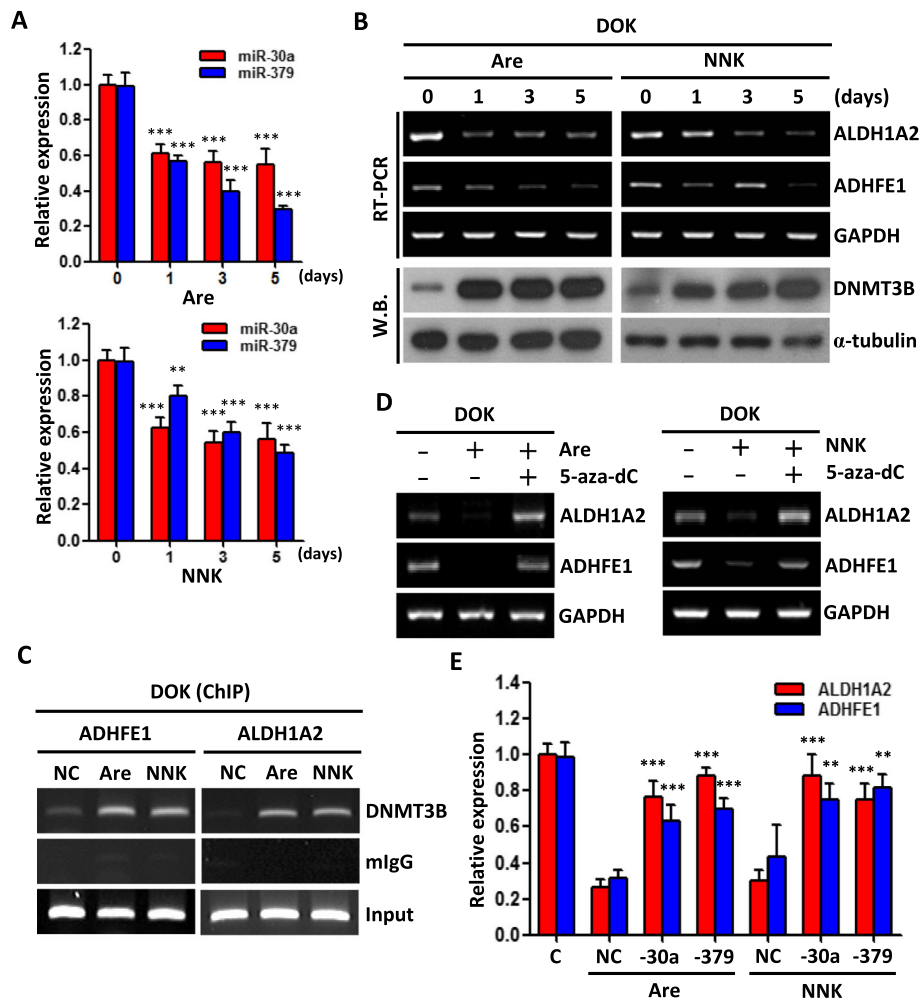 A
1.2
1.0
0.8
0.6
0.4
0.2
0.0
Relative expression
miR-30a
miR-379
*** *** *** *** *** ***
0 1 3 5 (days)
Are
1.2
1.0
0.8
0.6
0.4
0.2
0.0
Relative expression
miR-30a
miR-379
*** ** *** *** *** ***
0 1 3 5 (days)
NNK
B
DOK
Are NNK
0 1 3 5 0 1 3 5 (days)
RT-PCR
ALDH1A2
ADHFE1
GAPDH
W.B.
DNMT3B
α-tubulin
C
DOK (ChIP)
ADHFE1 ALDH1A2
NC Are NNK NC Are NNK
DNMT3B
mIgG
Input
D
DOK
– + + Are
– – + 5-aza-dC
ALDH1A2
ADHFE1
GAPDH
DOK
– + + NNK
– – + 5-aza-dC
ALDH1A2
ADHFE1
GAPDH
E
1.4
1.2
1.0
0.8
0.6
0.4
0.2
0.0
Relative expression
ALDH1A2
ADHFE1
*** *** *** *** *** ** *** **
C NC -30a -379 NC -30a -379
Are NNK